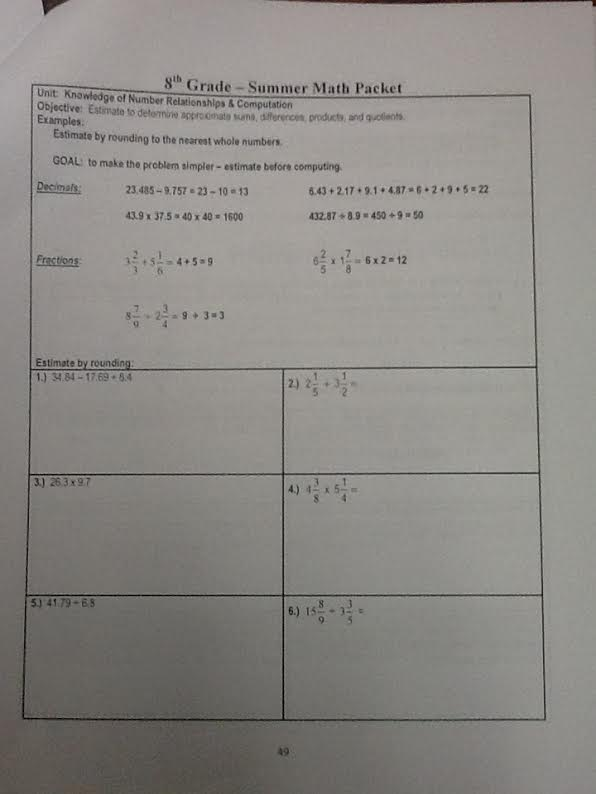 8th Grade – Summer Math Packet
Unit: Knowledge of Number Relationships & Computation
Objective: Estimate to determine approximate sums, differences, products, and quotients.
Examples:
Estimate by rounding to the nearest whole numbers.
GOAL: to make the problem simpler – estimate before computing.
Decimals: 23.485 – 9.757 = 23 – 10 = 13 6.43 + 2.17 + 9.1 + 4.87 = 6 + 2 + 9 + 5 = 22
43.9 x 37.5 = 40 x 40 = 1600 432.87 ÷ 8.9 = 450 ÷ 9 = 50
Fractions: 3 2/3 + 5 1/6 = 4 + 5 = 9 6 2/5 x 1 7/8 = 6 x 2 = 12
8 7/9 ÷ 2 3/4 = 9 ÷ 3 = 3
Estimate by rounding:
1.) 34.84 – 17.69 + 8.4 2.) 2 1/5 + 3 1/2 =
3.) 26.3 x 9.7 4.) 4 3/8 x 5 1/4 =
5.) 41.79 ÷ 6.8 6.) 15 8/9 ÷ 3 3/5 =
49